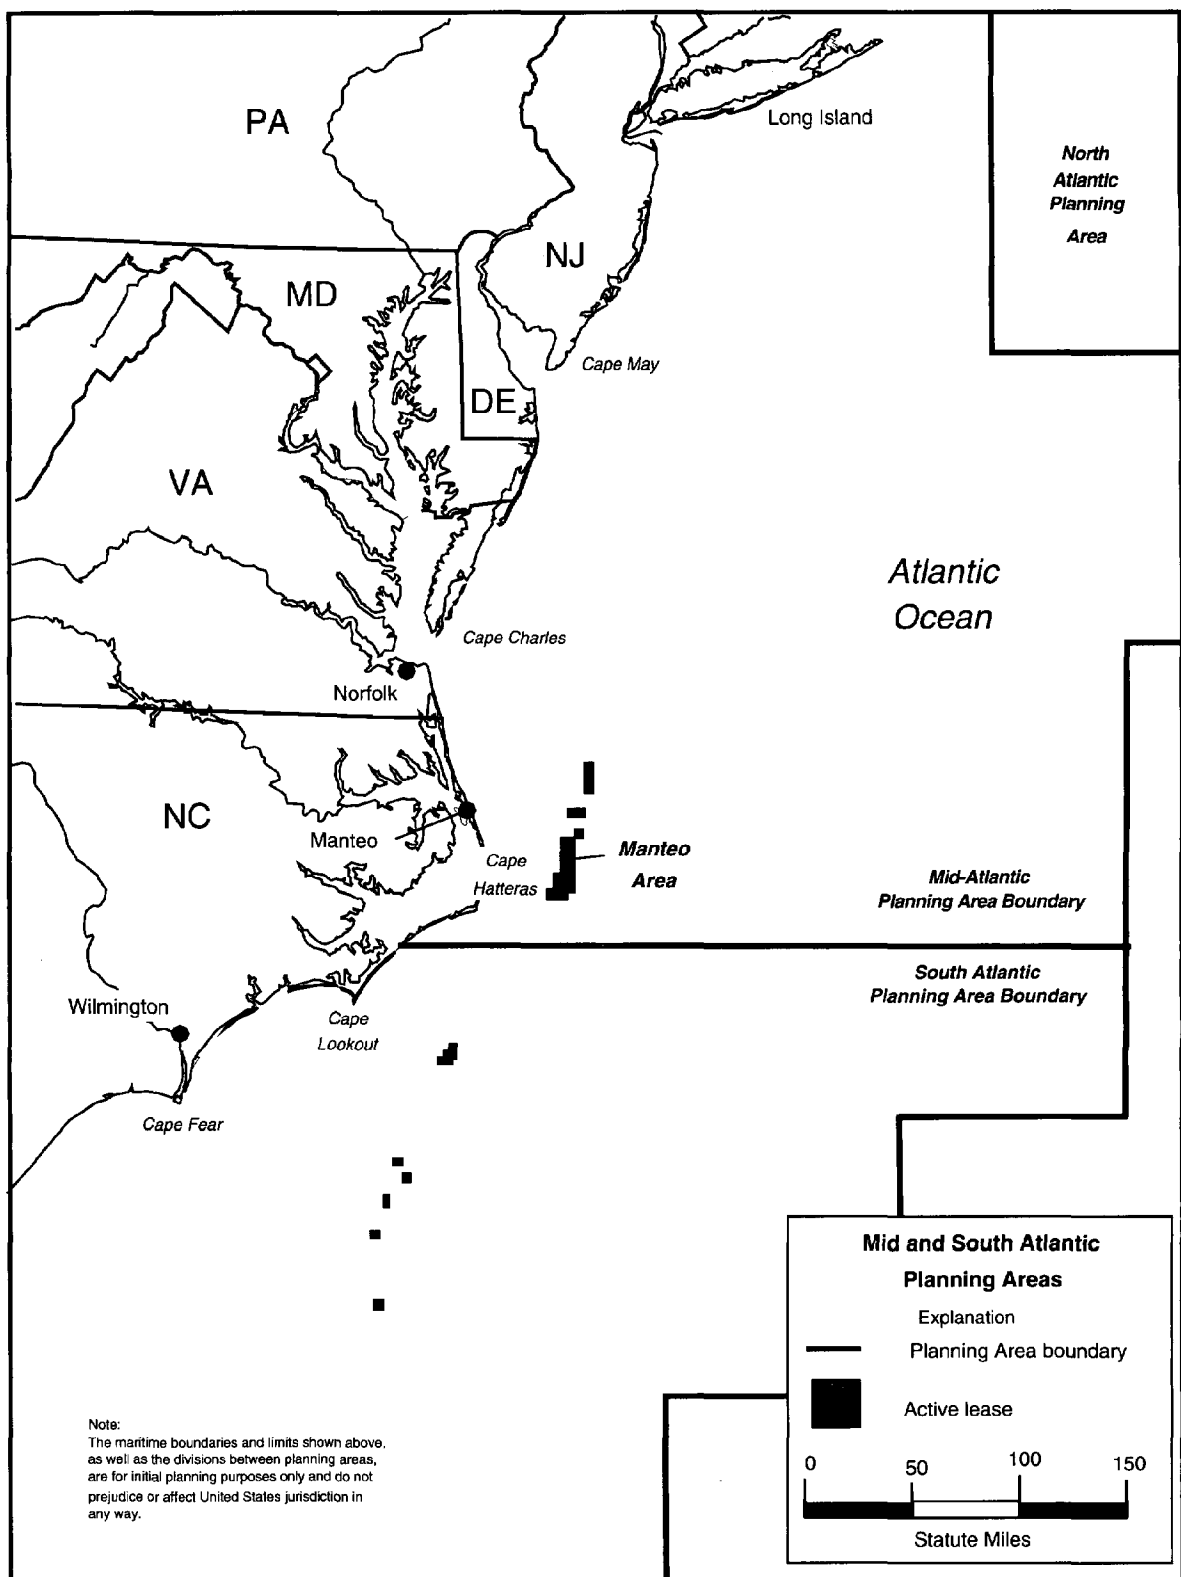 PA
Long Island
North
Atlantic
Planning
Area
NJ
MD
Cape May
DE
VA
Atlantic
Ocean
Cape Charles
Norfolk
NC
Manteo
Manteo
Area
Cape
Hatteras
Mid-Atlantic
Planning Area Boundary
South Atlantic
Planning Area Boundary
Wilmington
Cape
Lookout
Cape Fear
Mid and South Atlantic
Planning Areas
Explanation
Planning Area boundary
Active lease
0 50 100 150
Statute Miles
Note:
The maritime boundaries and limits shown above,
as well as the divisions between planning areas,
are for initial planning purposes only and do not
prejudice or affect United States jurisdiction in
any way.